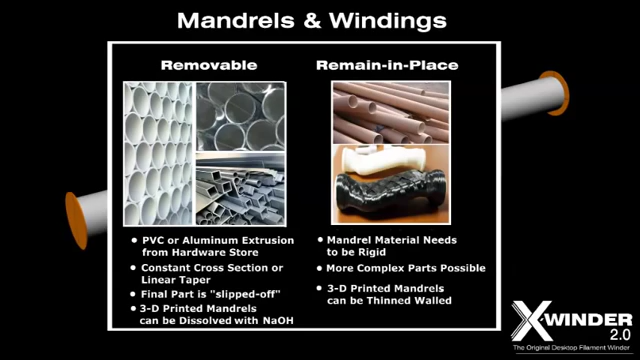 Mandrels & Windings
Removable
• PVC or Aluminum Extrusion
from Hardware Store
• Constant Cross Section or
Linear Taper
• Final Part is "slipped-off"
• 3-D Printed Mandrels
can be Dissolved with NaOH
Remain-in-Place
• Mandrel Material Needs
to be Rigid
• More Complex Parts Possible
• 3-D Printed Mandrels
can be Thinned Walled
X-WINDER
2.0
The Original Desktop Filament Winder